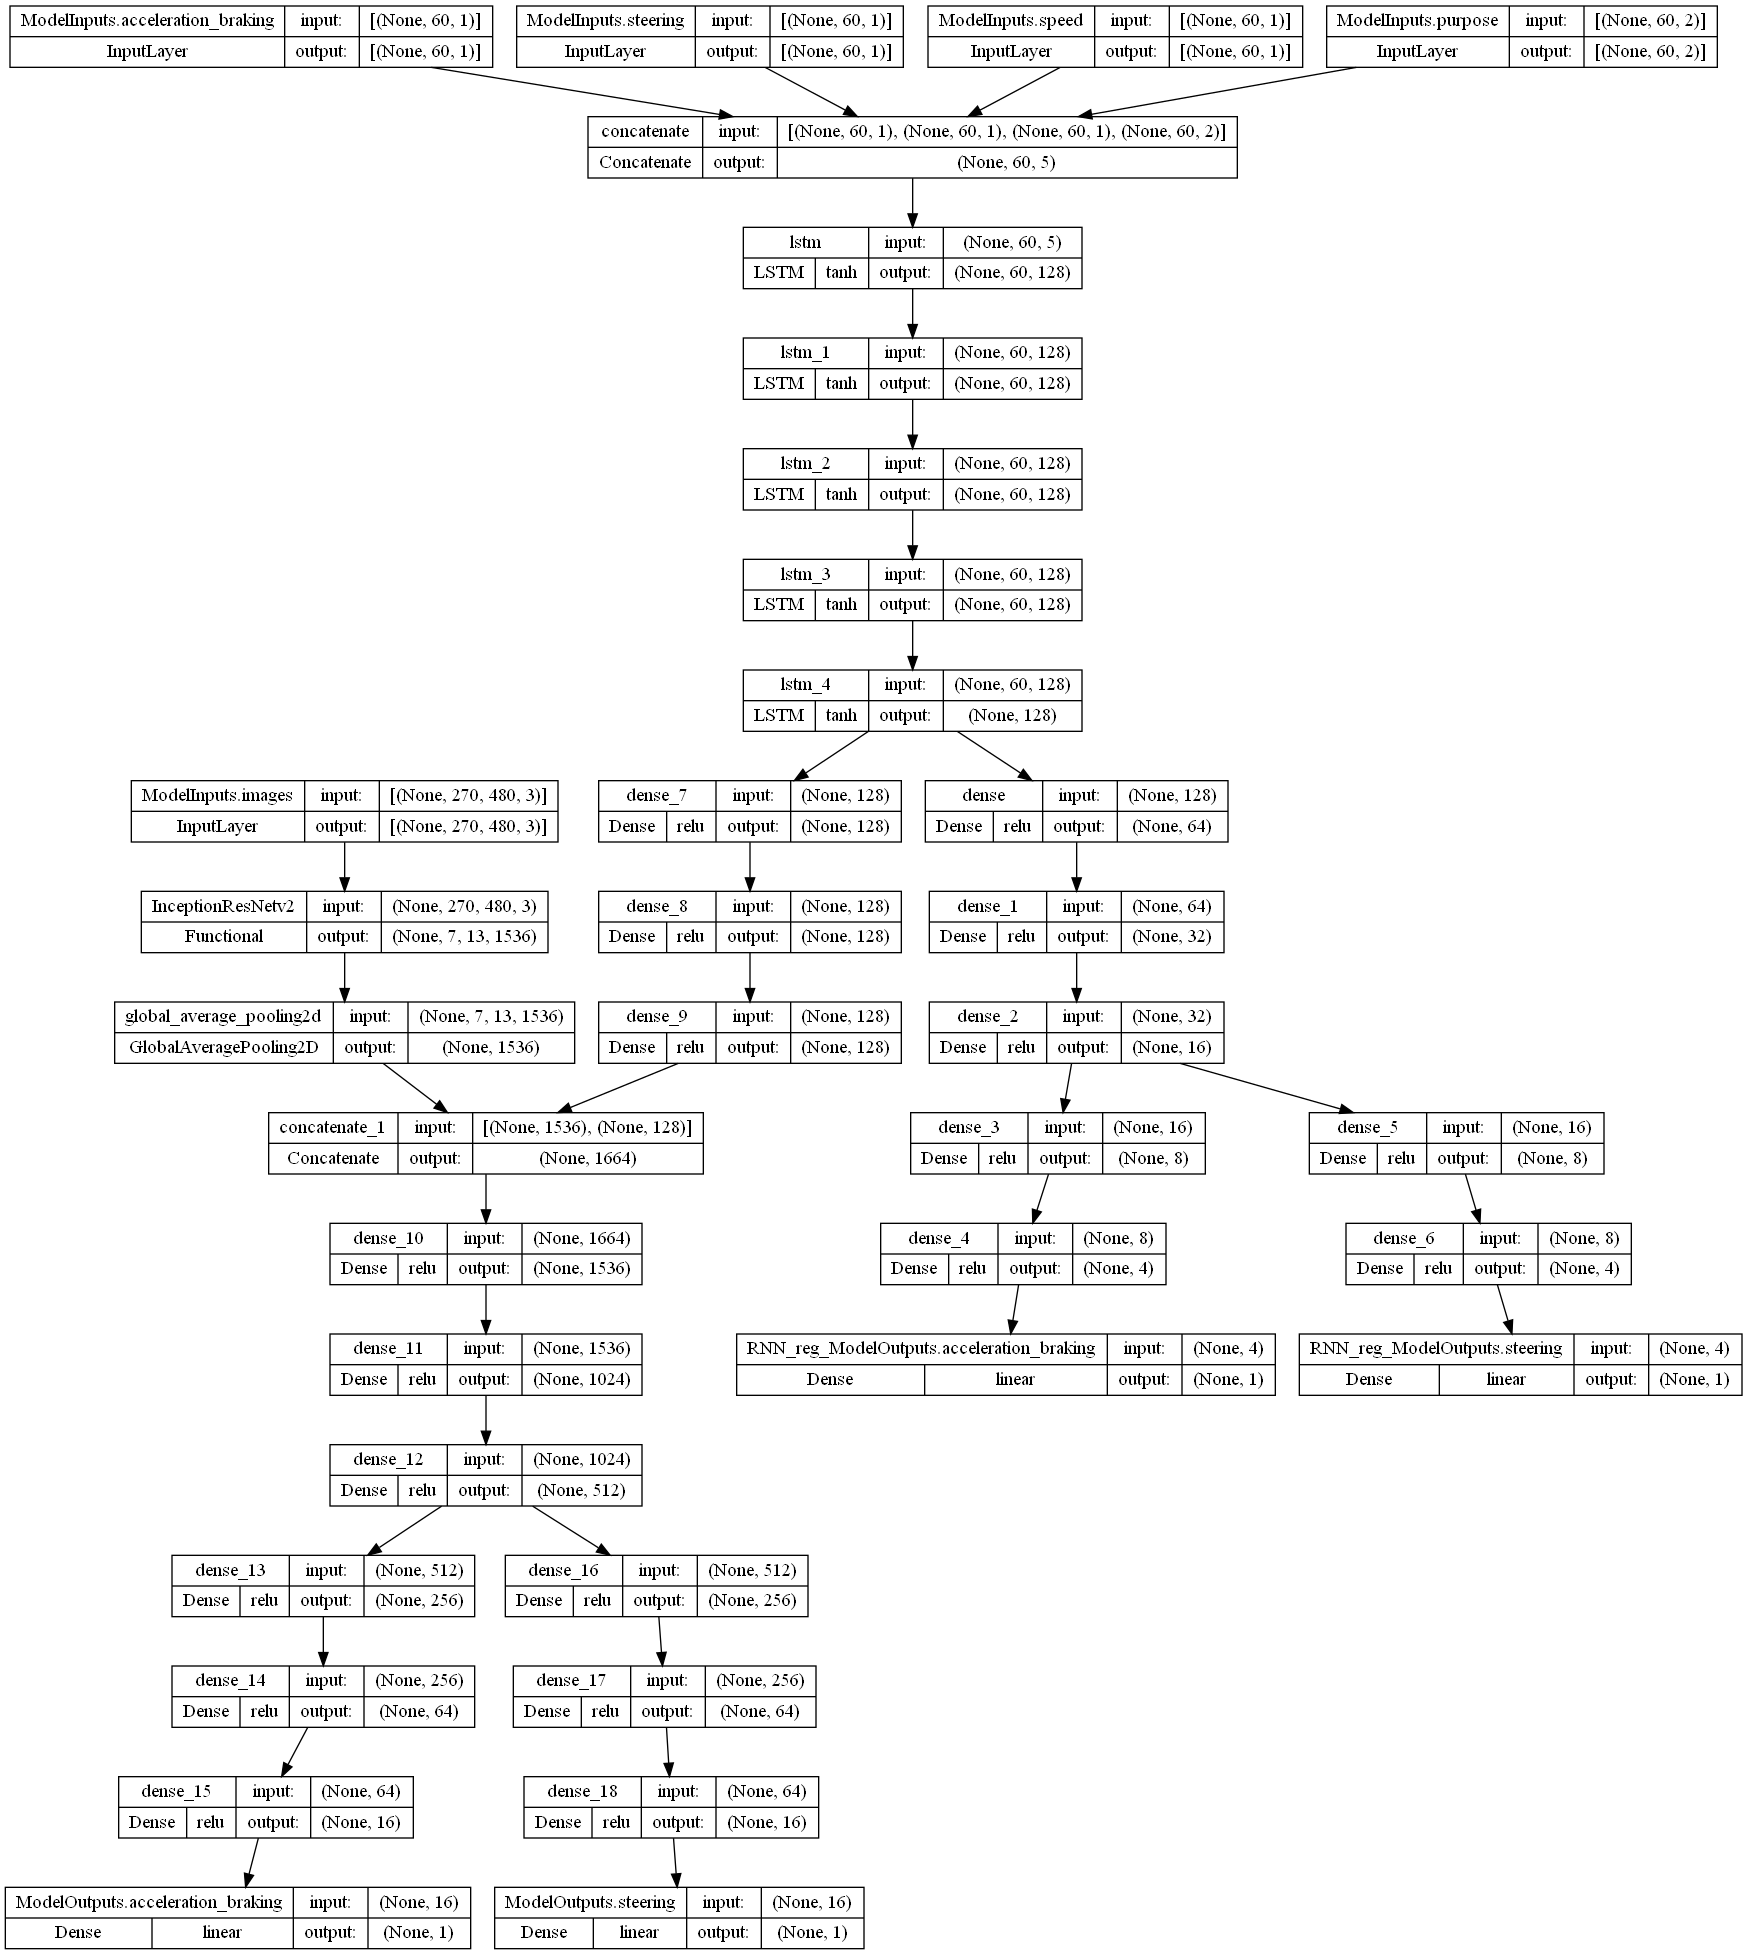 ModelInputs.acceleration_braking input: [(None, 60, 1)]
InputLayer output: [(None, 60, 1)]
ModelInputs.steering input: [(None, 60, 1)]
InputLayer output: [(None, 60, 1)]
ModelInputs.speed input: [(None, 60, 1)]
InputLayer output: [(None, 60, 1)]
ModelInputs.purpose input: [(None, 60, 2)]
InputLayer output: [(None, 60, 2)]
concatenate input: [(None, 60, 1), (None, 60, 1), (None, 60, 1), (None, 60, 2)]
Concatenate output: (None, 60, 5)
lstm input: (None, 60, 5)
LSTM tanh output: (None, 60, 128)
lstm_1 input: (None, 60, 128)
LSTM tanh output: (None, 60, 128)
lstm_2 input: (None, 60, 128)
LSTM tanh output: (None, 60, 128)
lstm_3 input: (None, 60, 128)
LSTM tanh output: (None, 60, 128)
lstm_4 input: (None, 60, 128)
LSTM tanh output: (None, 128)
ModelInputs.images input: [(None, 270, 480, 3)]
InputLayer output: [(None, 270, 480, 3)]
dense_7 input: (None, 128)
Dense relu output: (None, 128)
dense input: (None, 128)
Dense relu output: (None, 64)
InceptionResNetv2 input: (None, 270, 480, 3)
Functional output: (None, 7, 13, 1536)
dense_8 input: (None, 128)
Dense relu output: (None, 128)
dense_1 input: (None, 64)
Dense relu output: (None, 32)
global_average_pooling2d input: (None, 7, 13, 1536)
GlobalAveragePooling2D output: (None, 1536)
dense_9 input: (None, 128)
Dense relu output: (None, 128)
dense_2 input: (None, 32)
Dense relu output: (None, 16)
concatenate_1 input: [(None, 1536), (None, 128)]
Concatenate output: (None, 1664)
dense_3 input: (None, 16)
Dense relu output: (None, 8)
dense_5 input: (None, 16)
Dense relu output: (None, 8)
dense_10 input: (None, 1664)
Dense relu output: (None, 1536)
dense_4 input: (None, 8)
Dense relu output: (None, 4)
dense_6 input: (None, 8)
Dense relu output: (None, 4)
dense_11 input: (None, 1536)
Dense relu output: (None, 1024)
RNN_reg_ModelOutputs.acceleration_braking input: (None, 4)
Dense linear output: (None, 1)
RNN_reg_ModelOutputs.steering input: (None, 4)
Dense linear output: (None, 1)
dense_12 input: (None, 1024)
Dense relu output: (None, 512)
dense_13 input: (None, 512)
Dense relu output: (None, 256)
dense_16 input: (None, 512)
Dense relu output: (None, 256)
dense_14 input: (None, 256)
Dense relu output: (None, 64)
dense_17 input: (None, 256)
Dense relu output: (None, 64)
dense_15 input: (None, 64)
Dense relu output: (None, 16)
dense_18 input: (None, 64)
Dense relu output: (None, 16)
ModelOutputs.acceleration_braking input: (None, 16)
Dense linear output: (None, 1)
ModelOutputs.steering input: (None, 16)
Dense linear output: (None, 1)